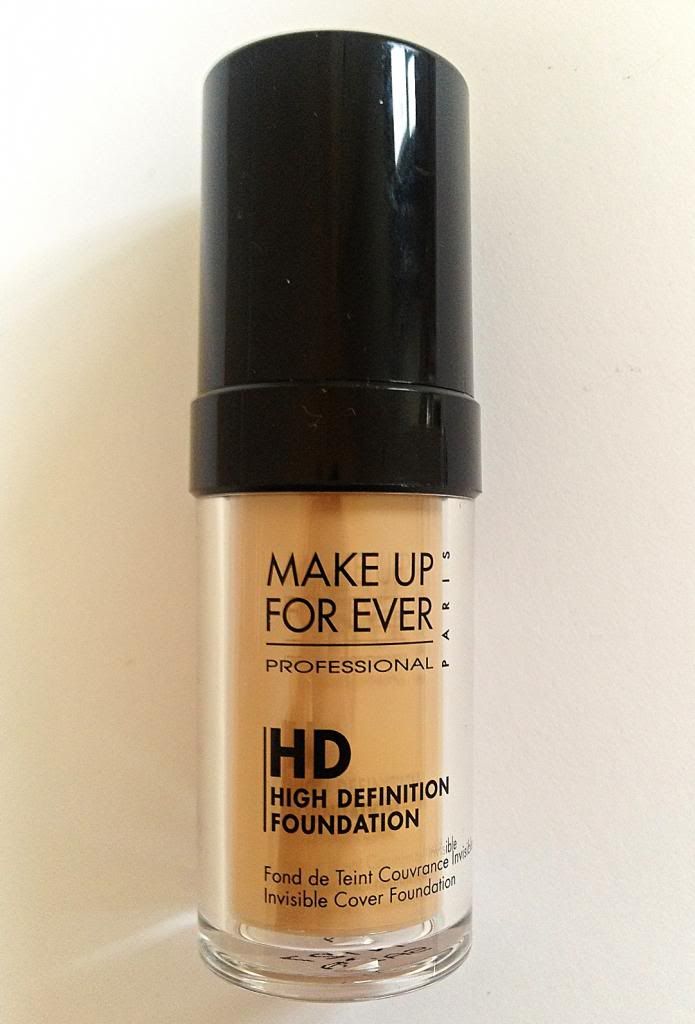 MAKE UP
FOR EVER
PROFESSIONAL
PARIS
HD
HIGH DEFINITION
FOUNDATION
Fond de Teint Couvrance Invisible
Invisible Cover Foundation